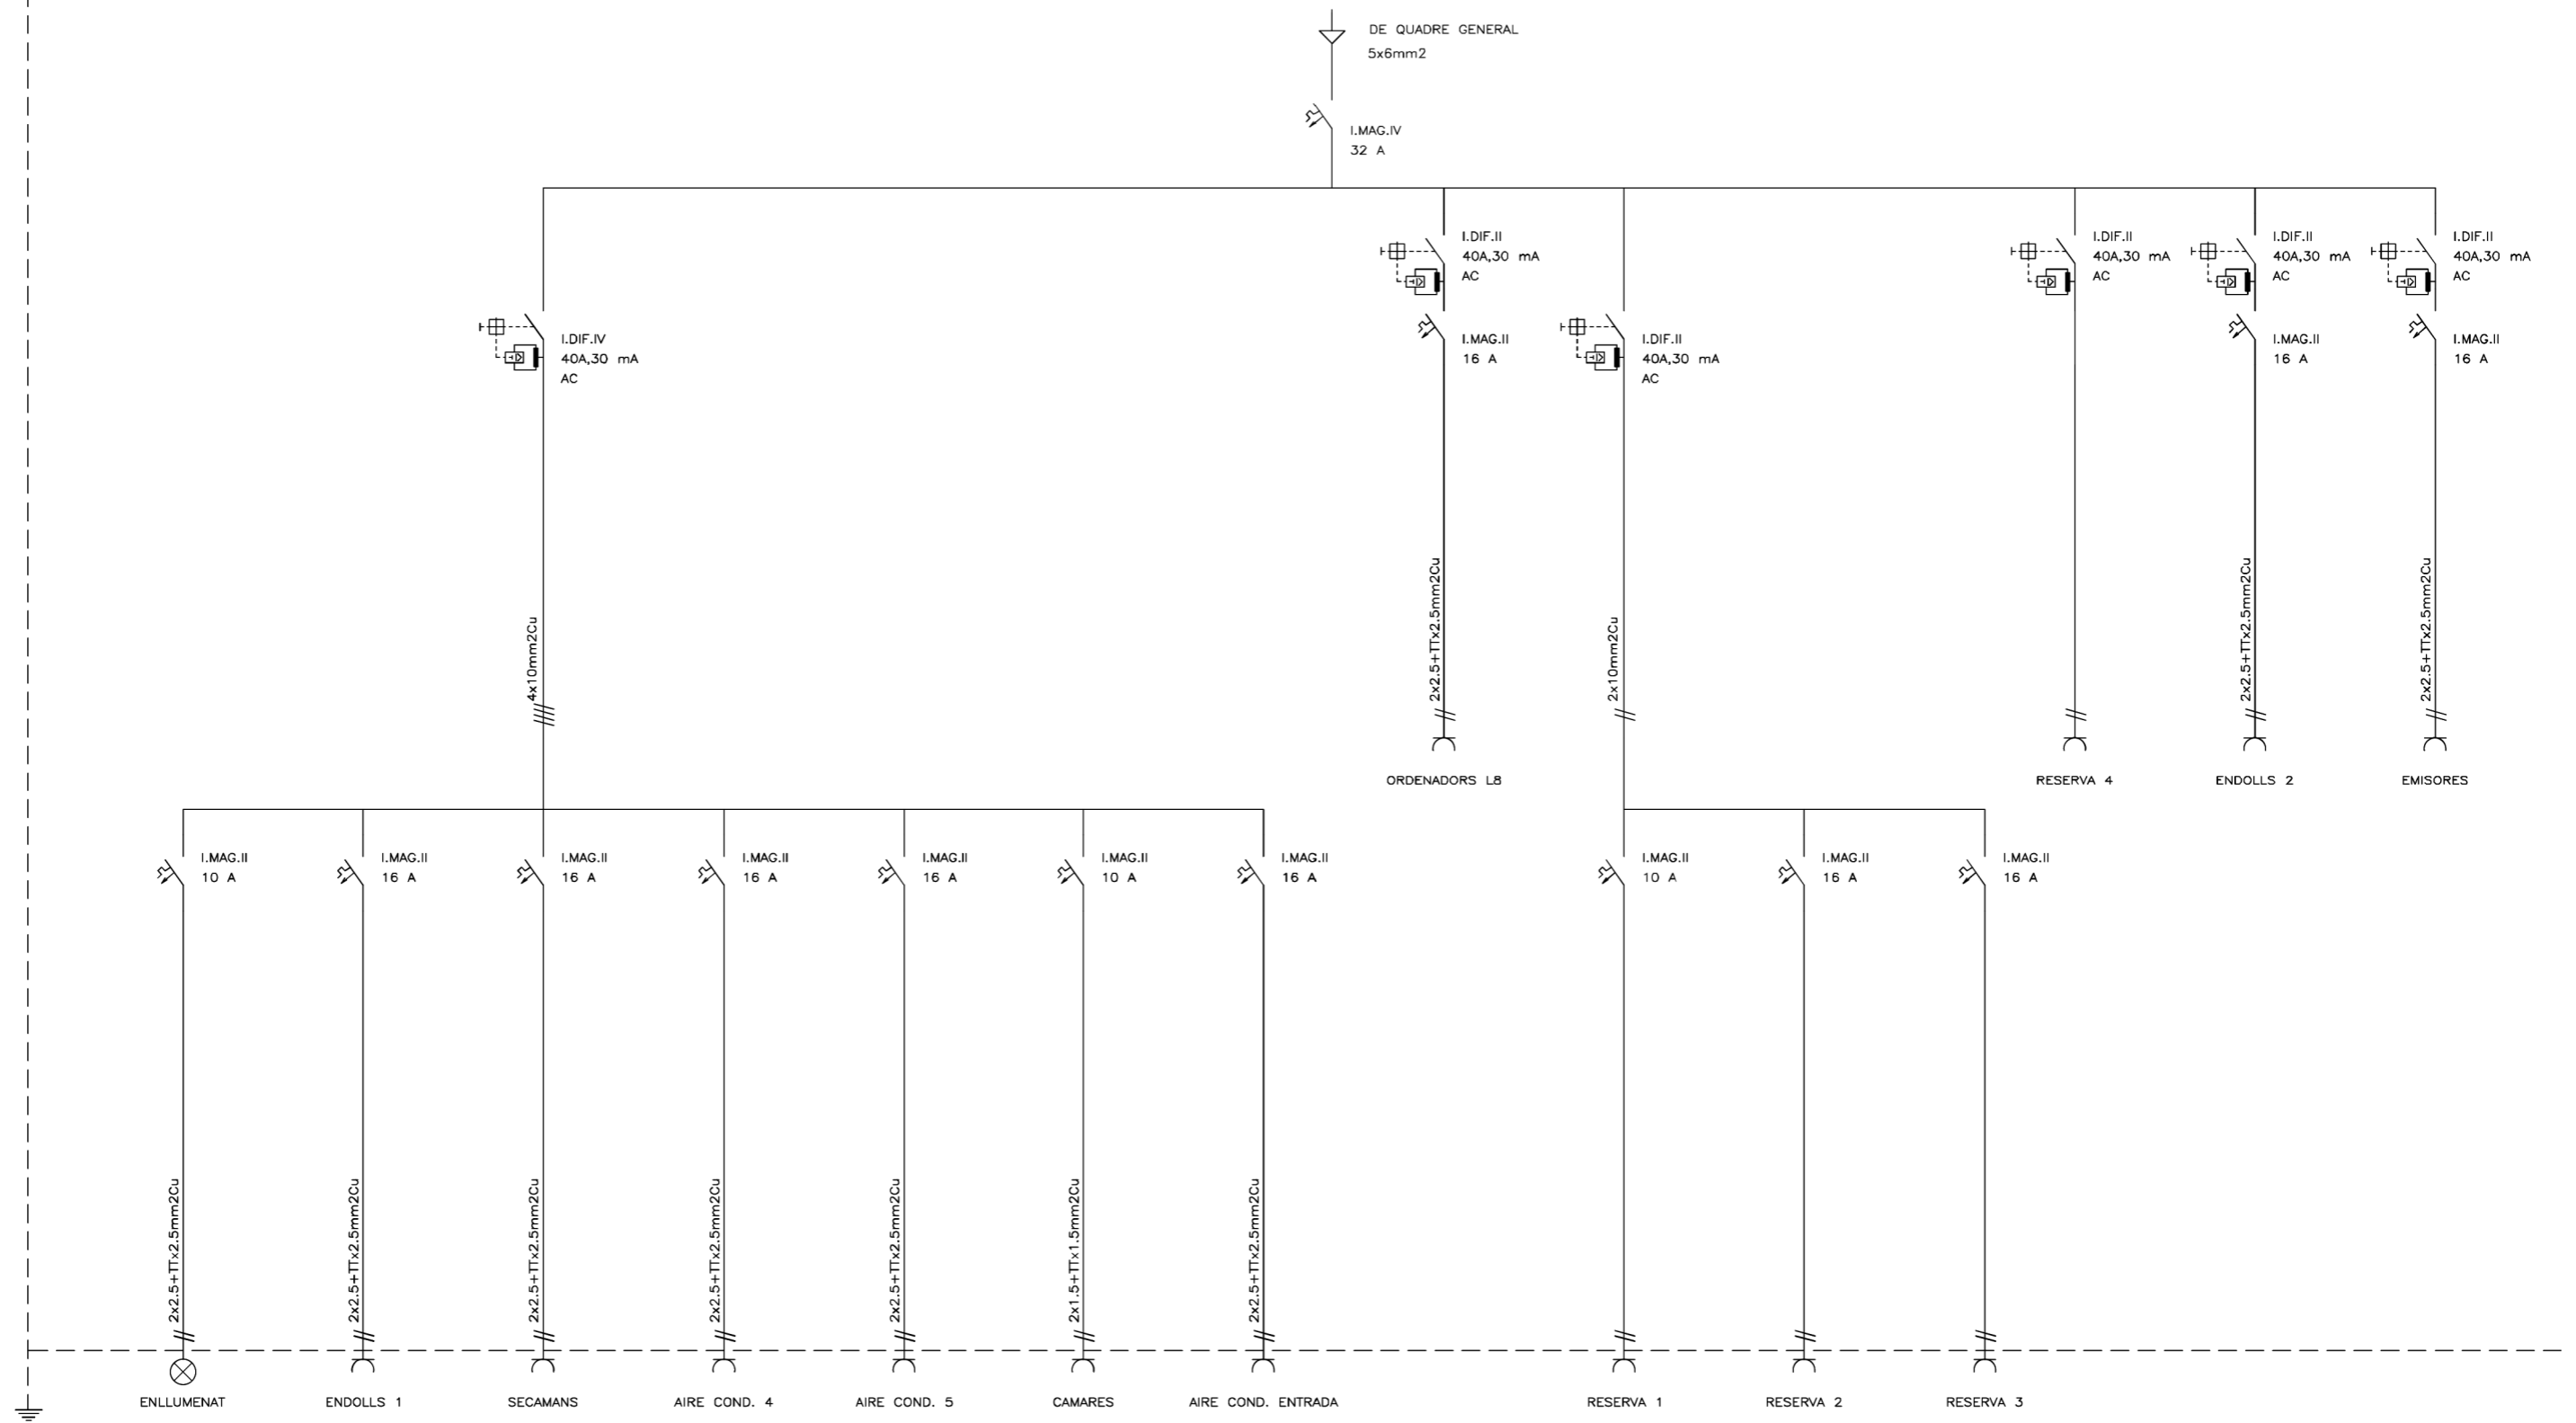 DE QUADRE GENERAL
5x6mm2
I.MAG.IV
32 A
I.DIF.IV
40A,30 mA
AC
4x10mm2Cu
I.DIF.II
40A,30 mA
AC
I.MAG.II
16 A
2x2.5+TTx2.5mm2Cu
ORDENADORS L8
I.DIF.II
40A,30 mA
AC
2x10mm2Cu
I.DIF.II
40A,30 mA
AC
RESERVA 4
I.DIF.II
40A,30 mA
AC
I.MAG.II
16 A
2x2.5+TTx2.5mm2Cu
ENDOLLS 2
I.DIF.II
40A,30 mA
AC
I.MAG.II
16 A
2x2.5+TTx2.5mm2Cu
EMISORES
I.MAG.II
10 A
2x2.5+TTx2.5mm2Cu
ENLLUMENAT
I.MAG.II
16 A
2x2.5+TTx2.5mm2Cu
ENDOLLS 1
I.MAG.II
16 A
2x2.5+TTx2.5mm2Cu
SECAMANS
I.MAG.II
16 A
2x2.5+TTx2.5mm2Cu
AIRE COND. 4
I.MAG.II
16 A
2x2.5+TTx2.5mm2Cu
AIRE COND. 5
I.MAG.II
10 A
2x1.5+TTx1.5mm2Cu
CAMARES
I.MAG.II
16 A
2x2.5+TTx2.5mm2Cu
AIRE COND. ENTRADA
I.MAG.II
10 A
RESERVA 1
I.MAG.II
16 A
RESERVA 2
I.MAG.II
16 A
RESERVA 3